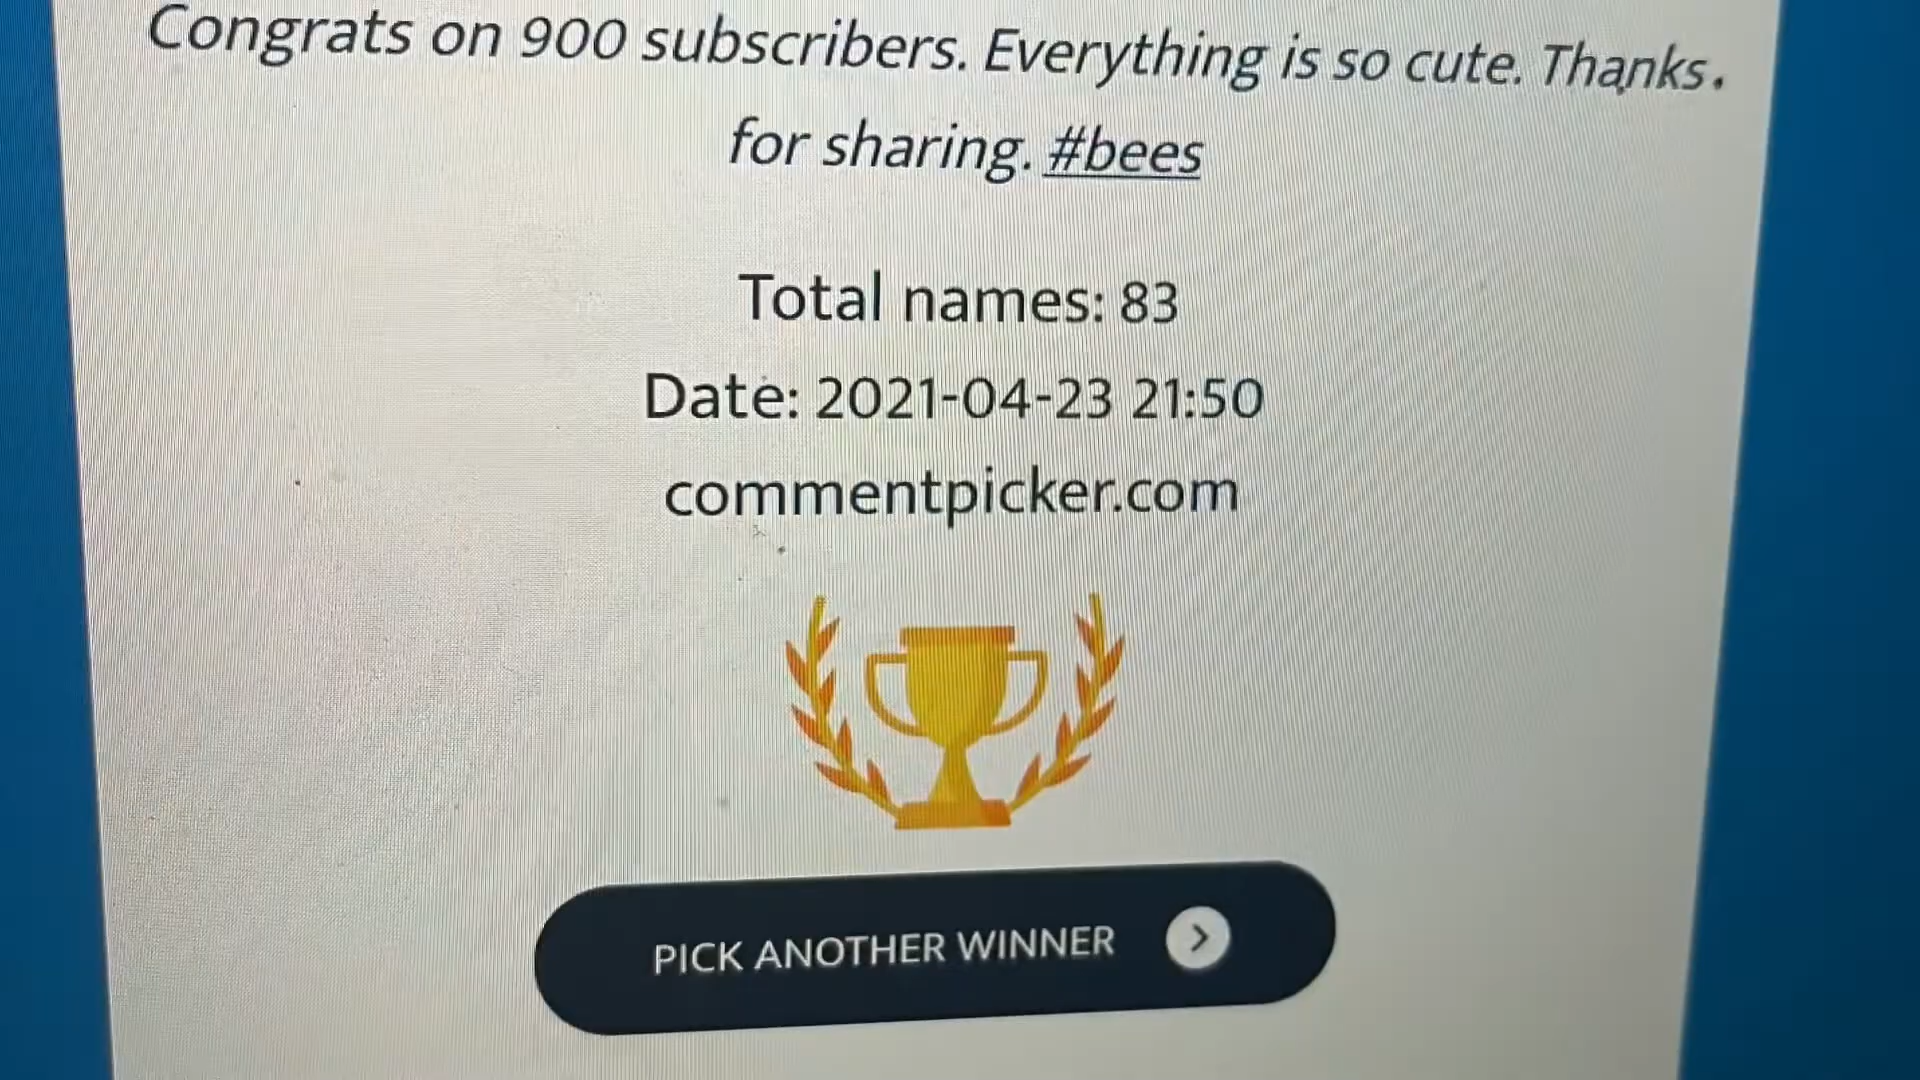 Congrats on 900 subscribers. Everything is so cute. Thanks.
for sharing. #bees
Total names: 83
Date: 2021-04-23 21:50
commentpicker.com
PICK ANOTHER WINNER